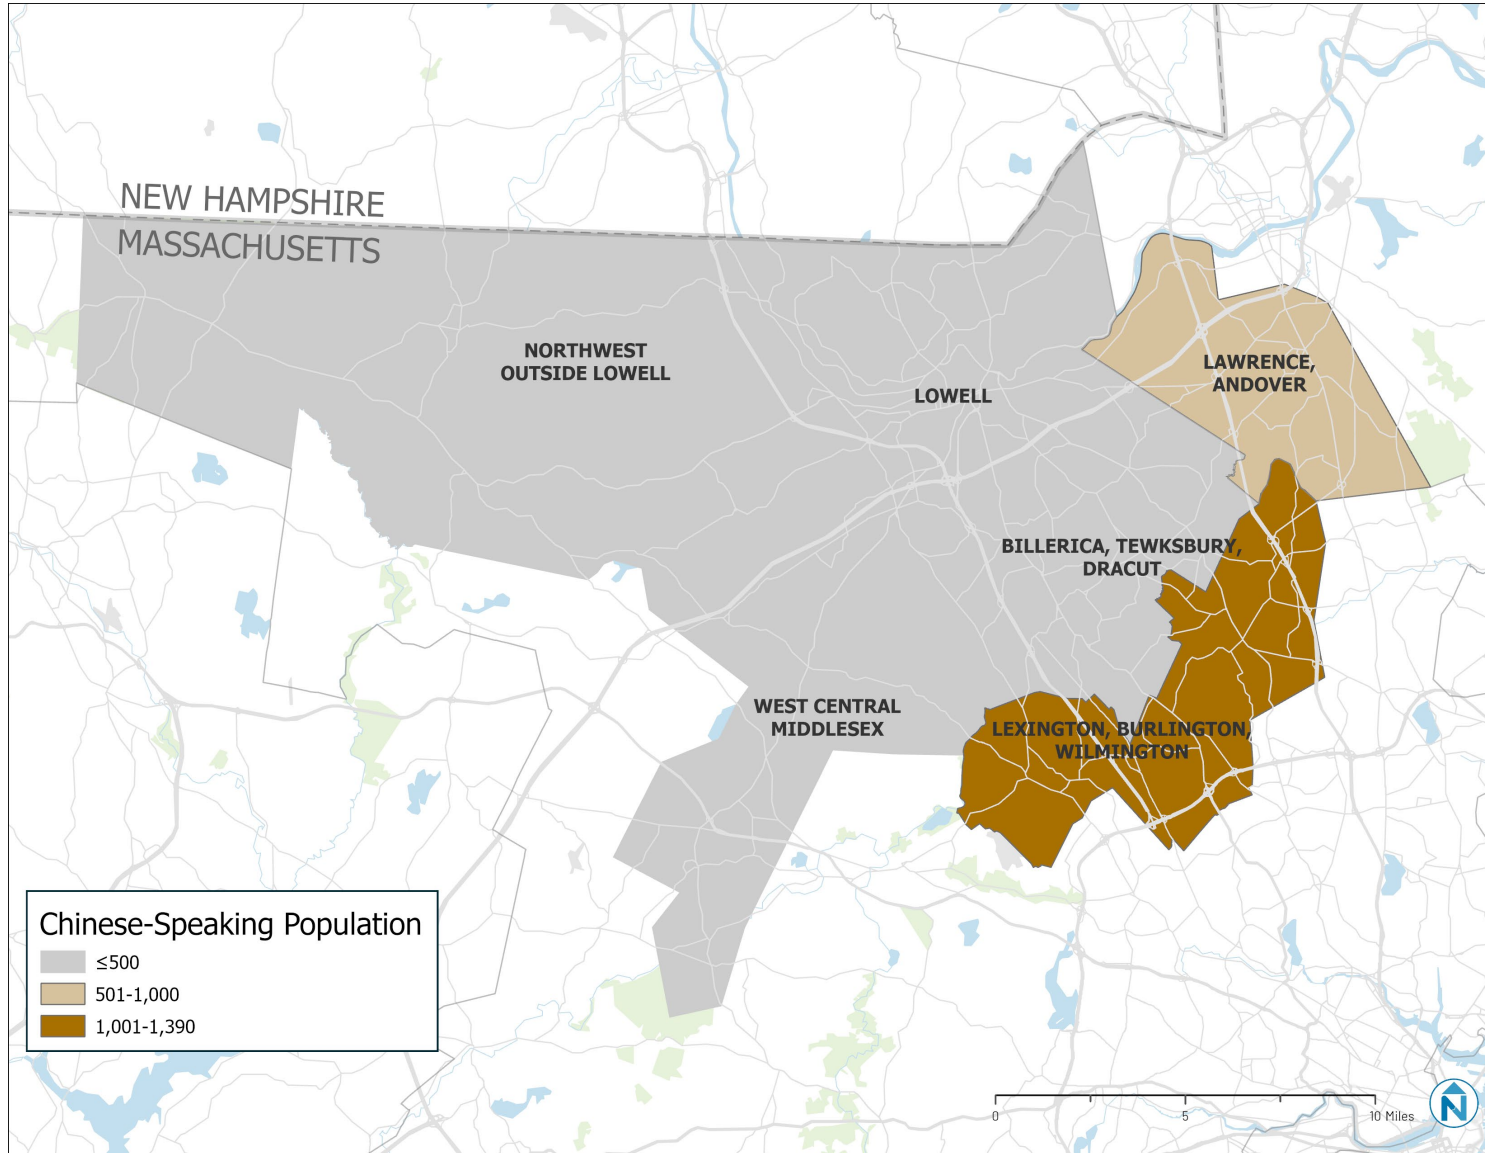 NEW HAMPSHIRE
MASSACHUSETTS
NORTHWEST
OUTSIDE LOWELL
LOWELL
LAWRENCE,
ANDOVER
BILLERICA, TEWKSBURY,
DRACUT
WEST CENTRAL
MIDDLESEX
LEXINGTON, BURLINGTON,
WILMINGTON
Chinese-Speaking Population
≤500
501-1,000
1,001-1,390
0 5 10 Miles
N